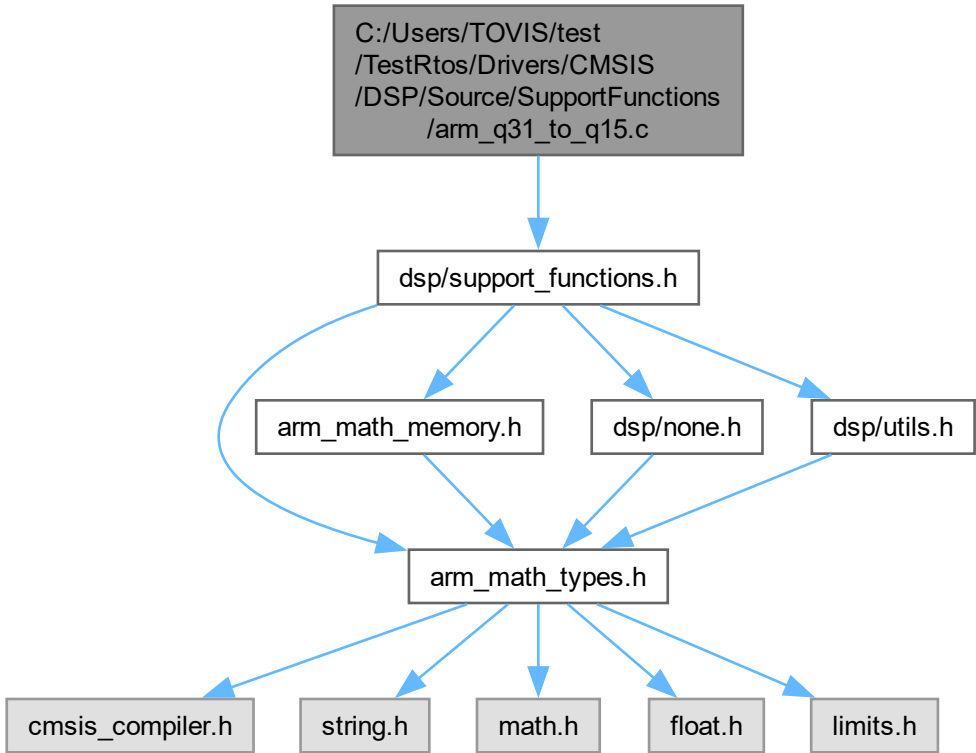 C:/Users/TOVIS/test
/TestRtos/Drivers/CMSIS
/DSP/Source/SupportFunctions
/arm_q31_to_q15.c
dsp/support_functions.h
arm_math_memory.h
dsp/none.h
dsp/utils.h
arm_math_types.h
cmsis_compiler.h
string.h
math.h
float.h
limits.h